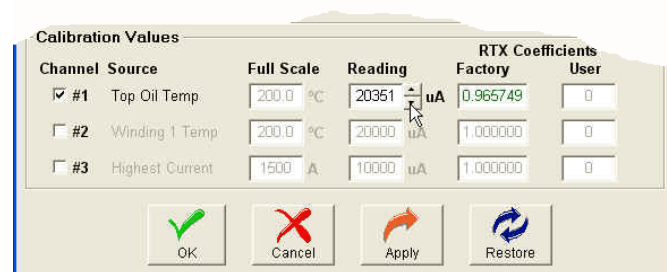 Calibration Values
RTX Coefficients
Channel Source Full Scale Reading Factory User
#1 Top Oil Temp 200.0 ºC 20351 uA 0.965749 0
#2 Winding 1 Temp 200.0 ºC 20000 uA 1.000000 0
#3 Highest Current 1500 A 10000 uA 1.000000 0
OK Cancel Apply Restore